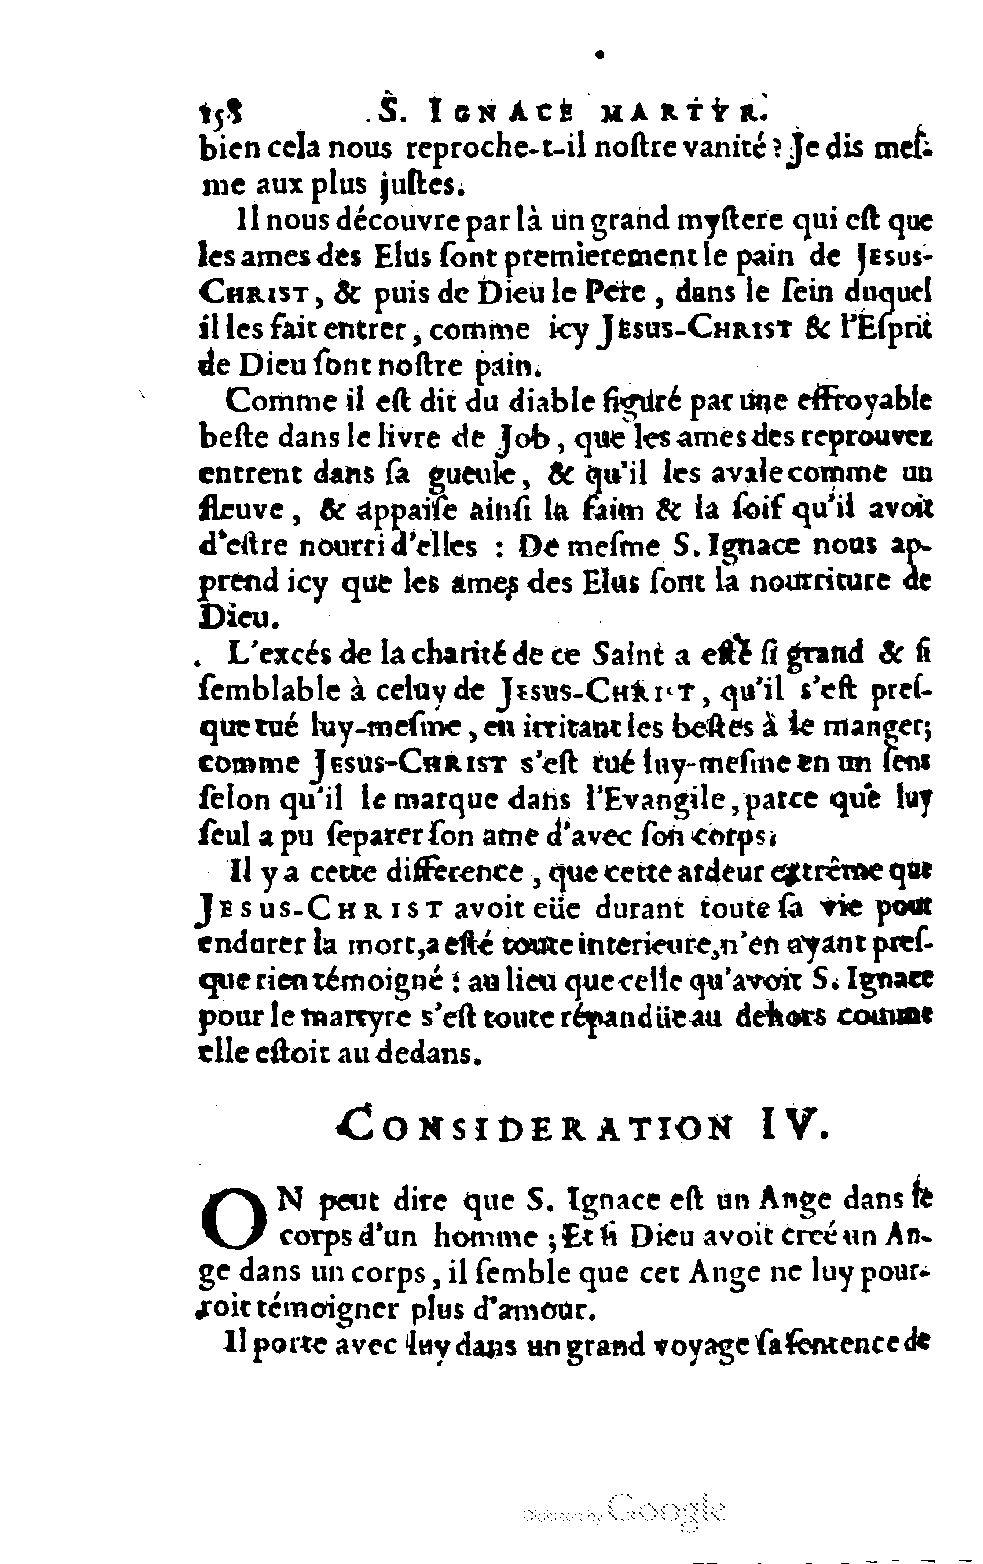 158 S. IGNACE MARTYR.
bien cela nous reproche-t-il noſtre vanité ? Je dis meſ-
me aux plus juſtes.
Il nous découvre par là un grand myſtere qui eſt que
les ames des Elus ſont premierement le pain de JESUS-
CHRIST, & puis de Dieu le Pere, dans le ſein duquel
il les fait entrer, comme icy JESUS-CHRIST & l'Eſprit
de Dieu ſont noſtre pain.
Comme il eſt dit du diable figuré par une effroyable
beſte dans le livre de Job, que les ames des reprouvez
entrent dans ſa gueule, & qu'il les avale comme un
fleuve, & appaiſe ainſi la faim & la ſoif qu'il avoit
d'eſtre nourri d'elles : De meſme S. Ignace nous ap-
prend icy que les ames des Elus ſont la nourriture de
Dieu.
L'excés de la charité de ce Saint a eſté ſi grand & ſi
ſemblable à celuy de JESUS-CHRIST, qu'il s'eſt preſ-
que tué luy-meſme, en irritant les beſtes à le manger;
comme JESUS-CHRIST s'eſt tué luy-meſme en un ſens
ſelon qu'il le marque dans l'Evangile, parce que luy
ſeul a pu ſeparer ſon ame d'avec ſon corps.
Il y a cette difference, que cette ardeur extrême que
JESUS-CHRIST avoit eüe durant toute ſa vie pour
endurer la mort, a eſté toute interieure, n'en ayant preſ-
que rien témoigné : au lieu que celle qu'avoit S. Ignace
pour le martyre s'eſt toute répandüe au dehors comme
elle eſtoit au dedans.
CONSIDERATION IV.
ON peut dire que S. Ignace eſt un Ange dans le
corps d'un homme ; Et ſi Dieu avoit creé un An-
ge dans un corps, il ſemble que cet Ange ne luy pour-
roit témoigner plus d'amour.
Il porte avec luy dans un grand voyage ſa ſentence de
Digitized by Google